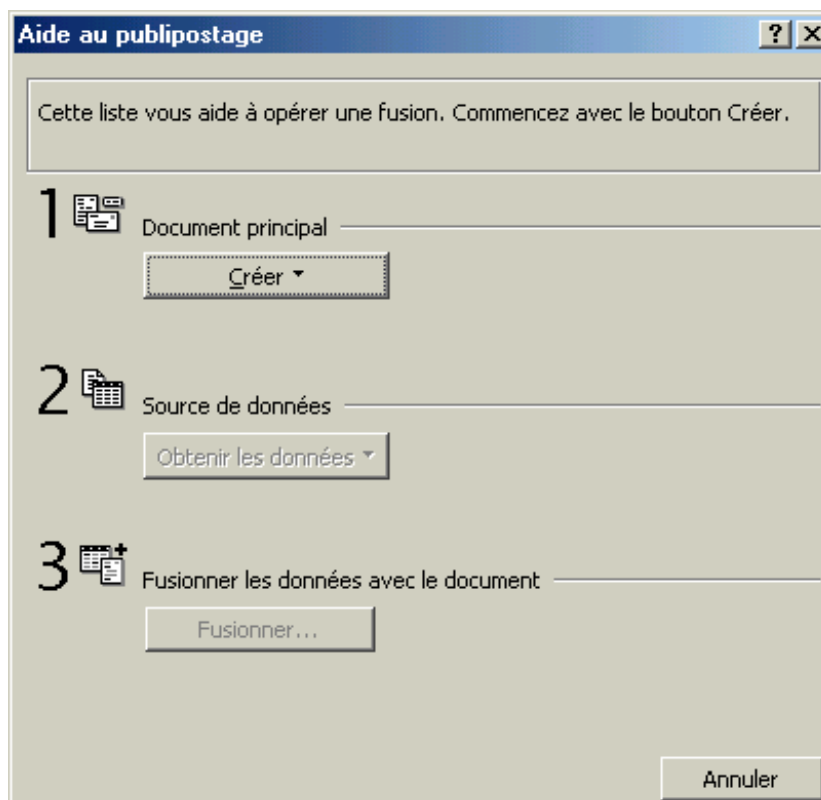 Aide au publipostage
Cette liste vous aide à opérer une fusion. Commencez avec le bouton Créer.
1 Document principal
Créer
2 Source de données
Obtenir les données
3 Fusionner les données avec le document
Fusionner...
Annuler